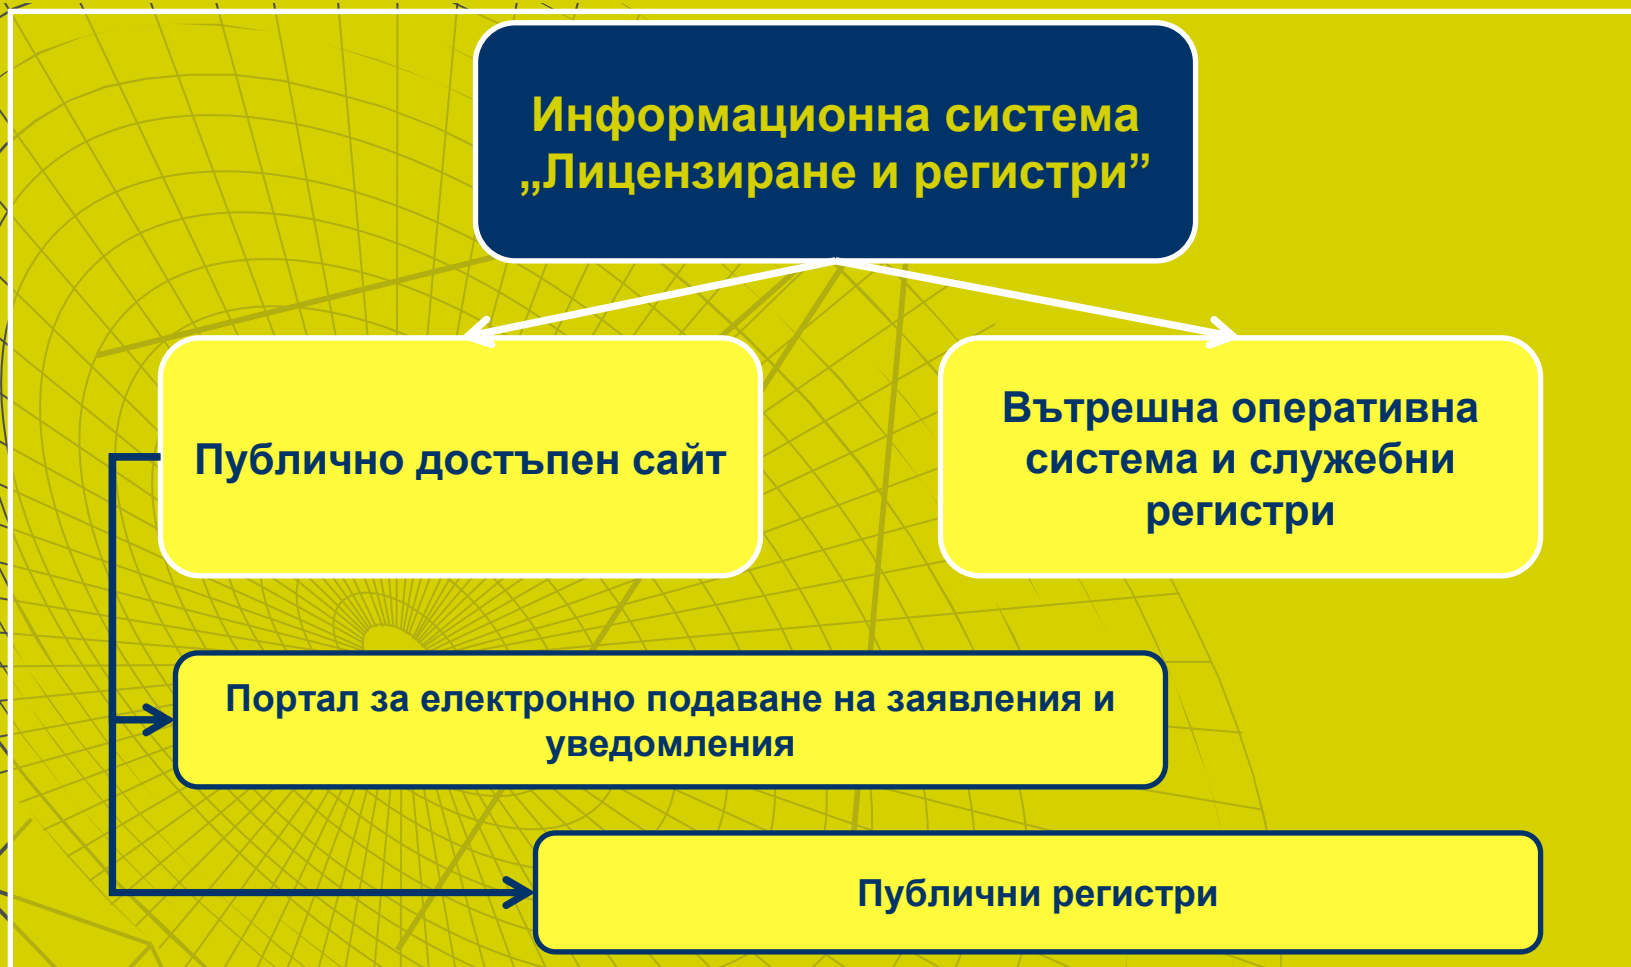 Информационна система
„Лицензиране и регистри”
Публично достъпен сайт
Вътрешна оперативна
система и служебни
регистри
Портал за електронно подаване на заявления и
уведомления
Публични регистри